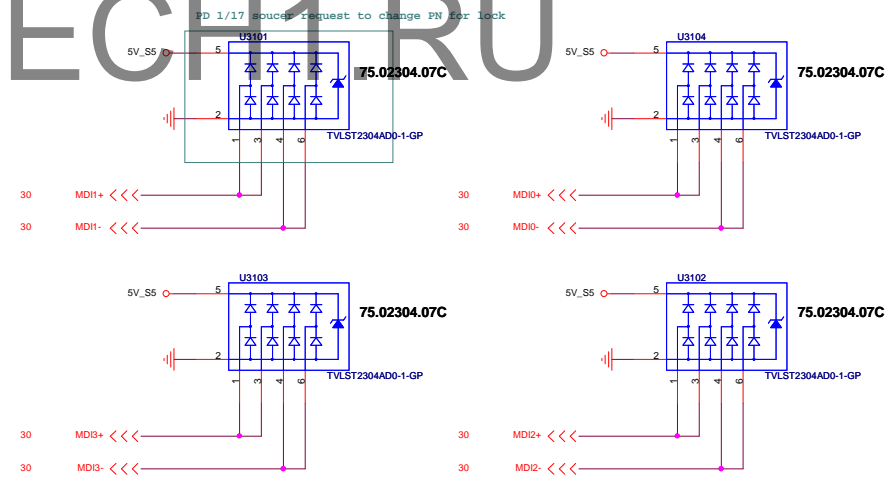 PD 1/17 soucer request to change PN for lock
ECH1.RU
U3101
5V_S5
5
75.02304.07C
2
TVLST2304AD0-1-GP
1
3
4
6
30 MDI1+
30 MDI1-
U3104
5V_S5
5
75.02304.07C
2
TVLST2304AD0-1-GP
1
3
4
6
30 MDI0+
30 MDI0-
U3103
5V_S5
5
75.02304.07C
2
TVLST2304AD0-1-GP
1
3
4
6
30 MDI3+
30 MDI3-
U3102
5V_S5
5
75.02304.07C
2
TVLST2304AD0-1-GP
1
3
4
6
30 MDI2+
30 MDI2-